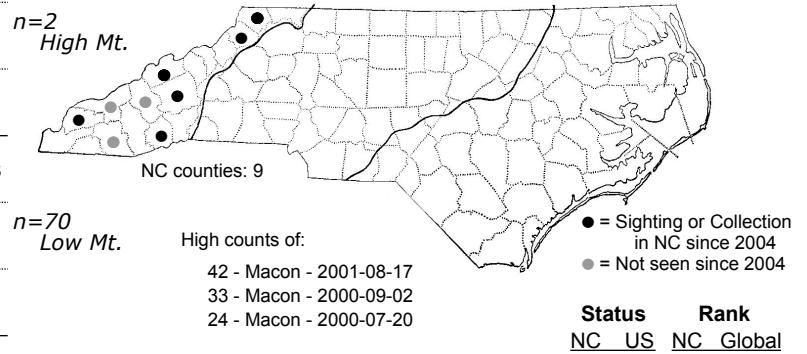 n=2
High Mt.
NC counties: 9
n=70
Low Mt.
High counts of:
42 - Macon - 2001-08-17
33 - Macon - 2000-09-02
24 - Macon - 2000-07-20
= Sighting or Collection
in NC since 2004
= Not seen since 2004
Status Rank
NC US NC Global